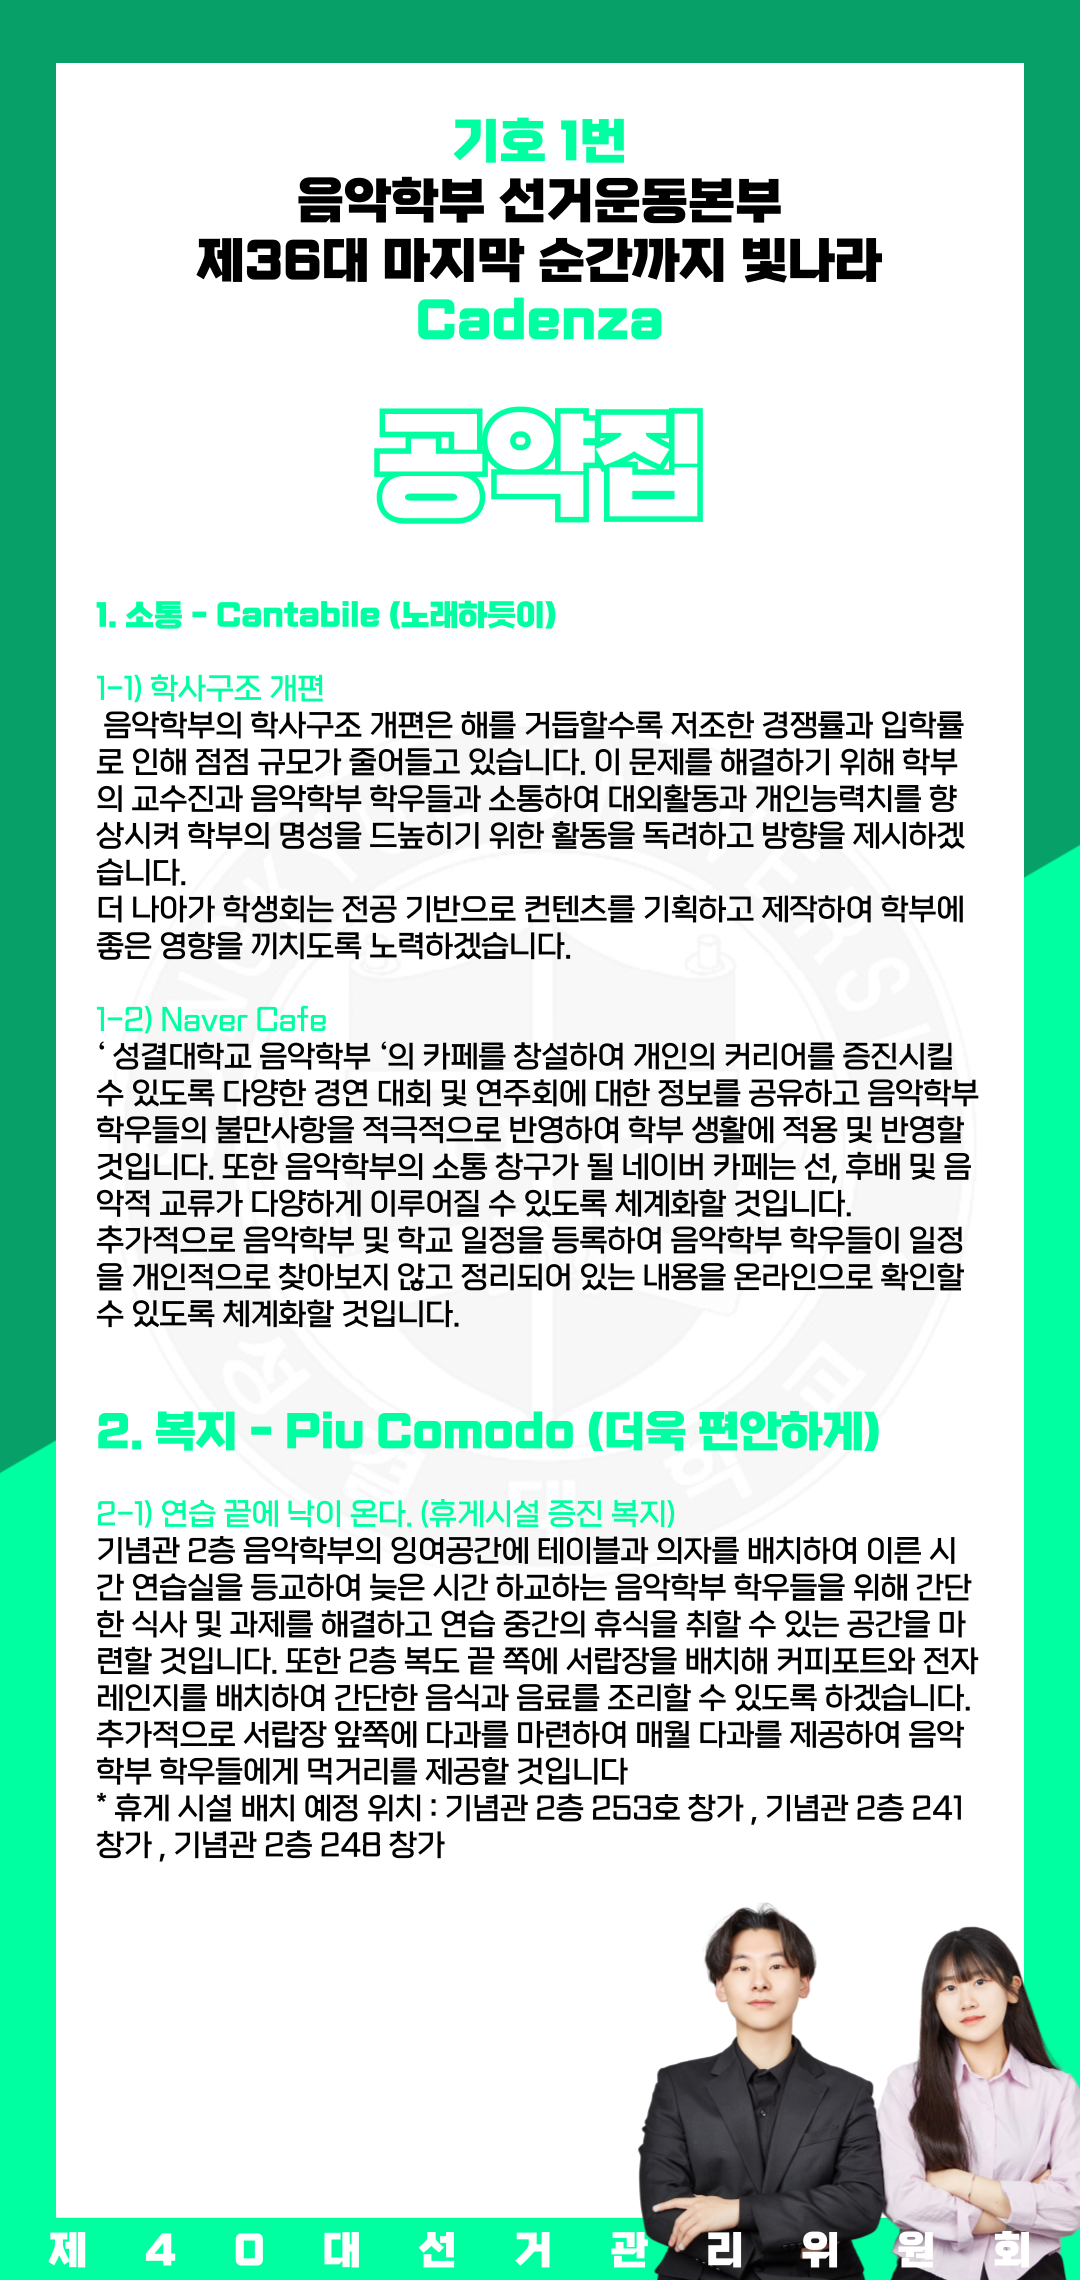 기호 1번
음악학부 선거운동본부
제36대 마지막 순간까지 빛나라
Cadenza
공약집
1. 소통 - Cantabile (노래하듯이)
1-1) 학사구조 개편
음악학부의 학사구조 개편은 해를 거듭할수록 저조한 경쟁률과 입학률
로 인해 점점 규모가 줄어들고 있습니다. 이 문제를 해결하기 위해 학부
의 교수진과 음악학부 학우들과 소통하여 대외활동과 개인능력치를 향
상시켜 학부의 명성을 드높히기 위한 활동을 독려하고 방향을 제시하겠
습니다.
더 나아가 학생회는 전공 기반으로 컨텐츠를 기획하고 제작하여 학부에
좋은 영향을 끼치도록 노력하겠습니다.
1-2) Naver Cafe
‘ 성결대학교 음악학부 ‘의 카페를 창설하여 개인의 커리어를 증진시킬
수 있도록 다양한 경연 대회 및 연주회에 대한 정보를 공유하고 음악학부
학우들의 불만사항을 적극적으로 반영하여 학부 생활에 적용 및 반영할
것입니다. 또한 음악학부의 소통 창구가 될 네이버 카페는 선, 후배 및 음
악적 교류가 다양하게 이루어질 수 있도록 체계화할 것입니다.
추가적으로 음악학부 및 학교 일정을 등록하여 음악학부 학우들이 일정
을 개인적으로 찾아보지 않고 정리되어 있는 내용을 온라인으로 확인할
수 있도록 체계화할 것입니다.
2. 복지 - Piu Comodo (더욱 편안하게)
2-1) 연습 끝에 낙이 온다. (휴게시설 증진 복지)
기념관 2층 음악학부의 잉여공간에 테이블과 의자를 배치하여 이른 시
간 연습실을 등교하여 늦은 시간 하교하는 음악학부 학우들을 위해 간단
한 식사 및 과제를 해결하고 연습 중간의 휴식을 취할 수 있는 공간을 마
련할 것입니다. 또한 2층 복도 끝 쪽에 서랍장을 배치해 커피포트와 전자
레인지를 배치하여 간단한 음식과 음료를 조리할 수 있도록 하겠습니다.
추가적으로 서랍장 앞쪽에 다과를 마련하여 매월 다과를 제공하여 음악
학부 학우들에게 먹거리를 제공할 것입니다
* 휴게 시설 배치 예정 위치 : 기념관 2층 253호 창가 , 기념관 2층 241
창가 , 기념관 2층 248 창가
제40대선거관리위원회